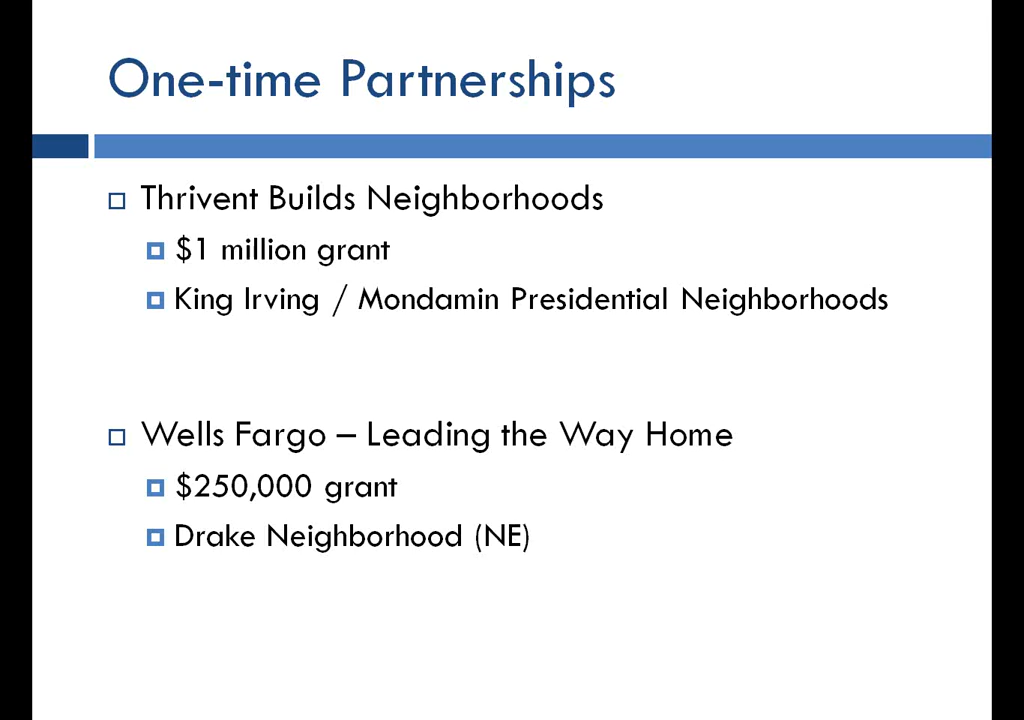 One-time Partnerships
Thrivent Builds Neighborhoods
$1 million grant
King Irving / Mondamin Presidential Neighborhoods
Wells Fargo – Leading the Way Home
$250,000 grant
Drake Neighborhood (NE)